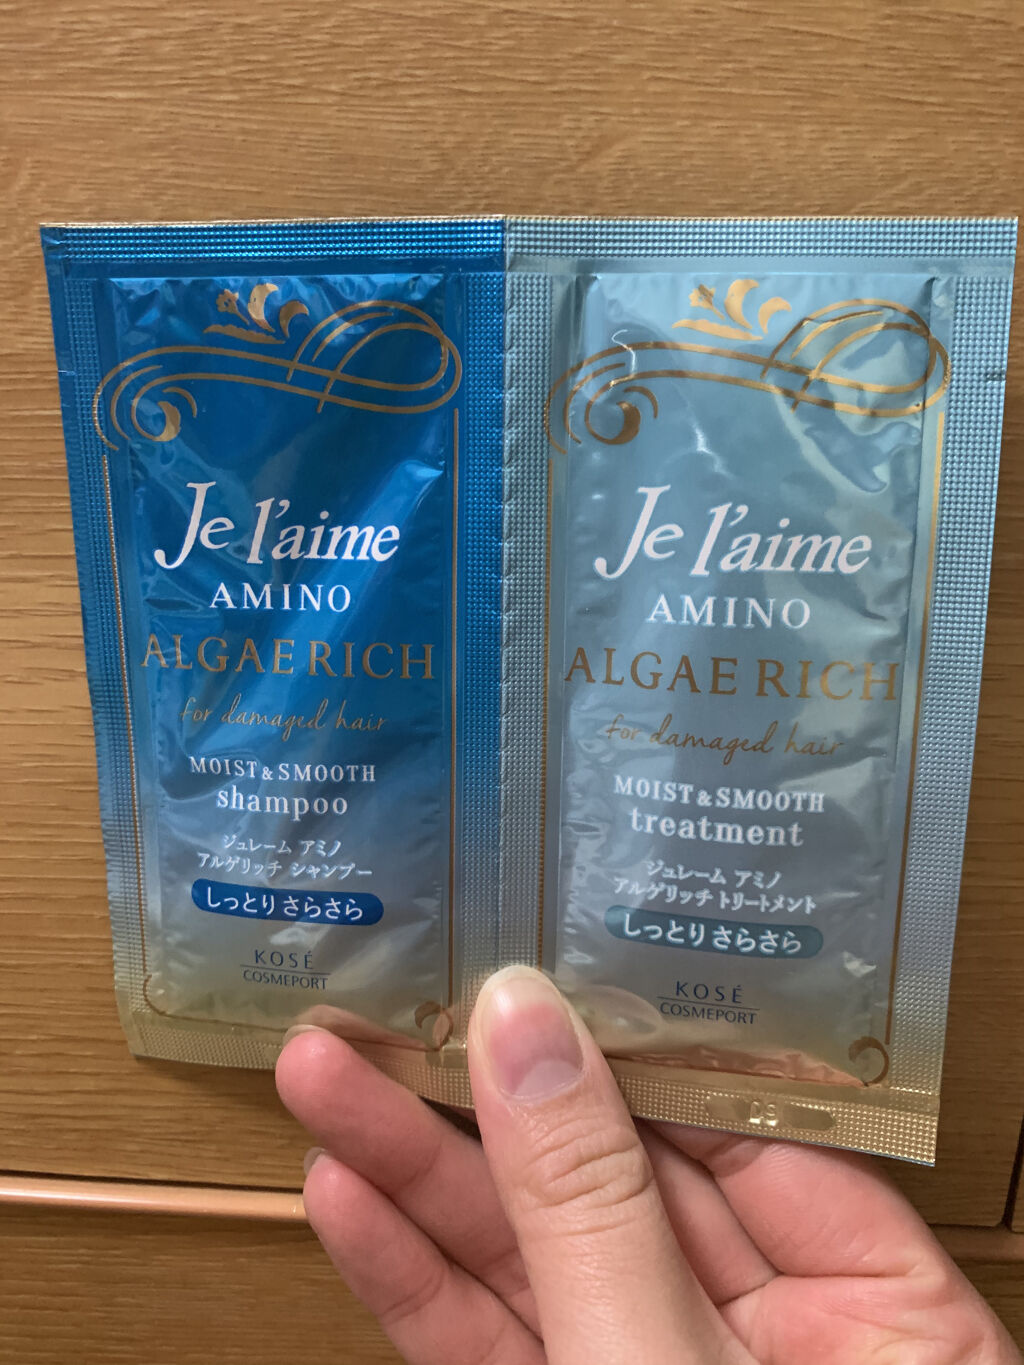 Je l'aime
AMINO
ALGAE RICH
for damaged hair
MOIST & SMOOTH
shampoo
ジュレーム アミノ
アルゲリッチ シャンプー
しっとり さらさら
KOSÉ
COSMEPORT
Je l'aime
AMINO
ALGAE RICH
for damaged hair
MOIST & SMOOTH
treatment
ジュレーム アミノ
アルゲリッチ トリートメント
しっとり さらさら
KOSÉ
COSMEPORT